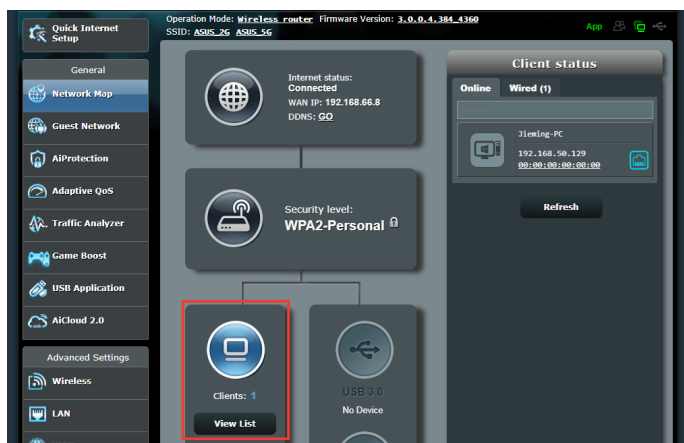 Quick Internet
Setup
General
Network Map
Guest Network
AiProtection
Adaptive QoS
Traffic Analyzer
Game Boost
USB Application
AiCloud 2.0
Advanced Settings
Wireless
LAN
Operation Mode: Wireless router Firmware Version: 3.0.0.4.384_4360
SSID: ASUS_2G ASUS_5G
App
Internet status:
Connected
WAN IP: 192.168.66.8
DDNS: GO
Security level:
WPA2-Personal
Clients: 1
View List
USB 3.0
No Device
Client status
Online Wired (1)
Jieming-PC
192.168.50.129
00:00:00:00:00:00
Refresh